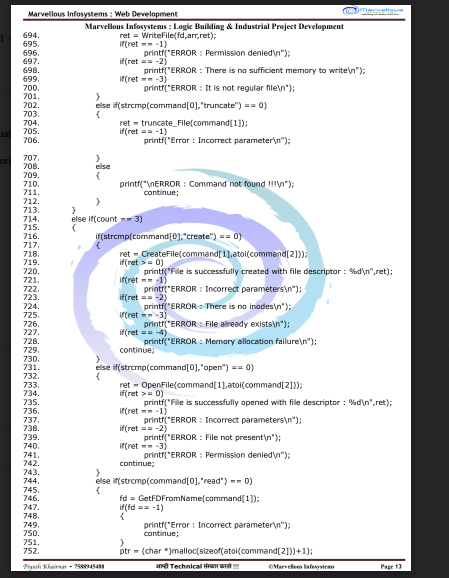 Marvellous Infosystems : Web Development
Marvellous Infosystems : Logic Building & Industrial Project Development
694. ret = WriteFile(fd,arr,ret);
695. if(ret == -1)
696. printf("ERROR : Permission denied\n");
697. if(ret == -2)
698. printf("ERROR : There is no sufficient memory to write\n");
699. if(ret == -3)
700. printf("ERROR : It is not regular file\n");
701. }
702. else if(strcmp(command[0],"truncate") == 0)
703. {
704. ret = truncate_File(command[1]);
705. if(ret == -1)
706. printf("Error : Incorrect parameter\n");
707. }
708. else
709. {
710. printf("\nERROR : Command not found !!!\n");
711. continue;
712. }
713. }
714. else if(count == 3)
715. {
716. if(strcmp(command[0],"create") == 0)
717. {
718. ret = CreateFile(command[1],atoi(command[2]));
719. if(ret >= 0)
720. printf("File is successfully created with file descriptor : %d\n",ret);
721. if(ret == -1)
722. printf("ERROR : Incorrect parameters\n");
723. if(ret == -2)
724. printf("ERROR : There is no inodes\n");
725. if(ret == -3)
726. printf("ERROR : File already exists\n");
727. if(ret == -4)
728. printf("ERROR : Memory allocation failure\n");
729. continue;
730. }
731. else if(strcmp(command[0],"open") == 0)
732. {
733. ret = OpenFile(command[1],atoi(command[2]));
734. if(ret >= 0)
735. printf("File is successfully opened with file descriptor : %d\n",ret);
736. if(ret == -1)
737. printf("ERROR : Incorrect parameters\n");
738. if(ret == -2)
739. printf("ERROR : File not present\n");
740. if(ret == -3)
741. printf("ERROR : Permission denied\n");
742. continue;
743. }
744. else if(strcmp(command[0],"read") == 0)
745. {
746. fd = GetFDFromName(command[1]);
747. if(fd == -1)
748. {
749. printf("Error : Incorrect parameter\n");
750. continue;
751. }
752. ptr = (char *)malloc(sizeof(atoi(command[2]))+1);
Piyush Khairnar - 7588945488 आम्ही Technical संस्कार करतो !!! ©Marvellous Infosystems Page 13